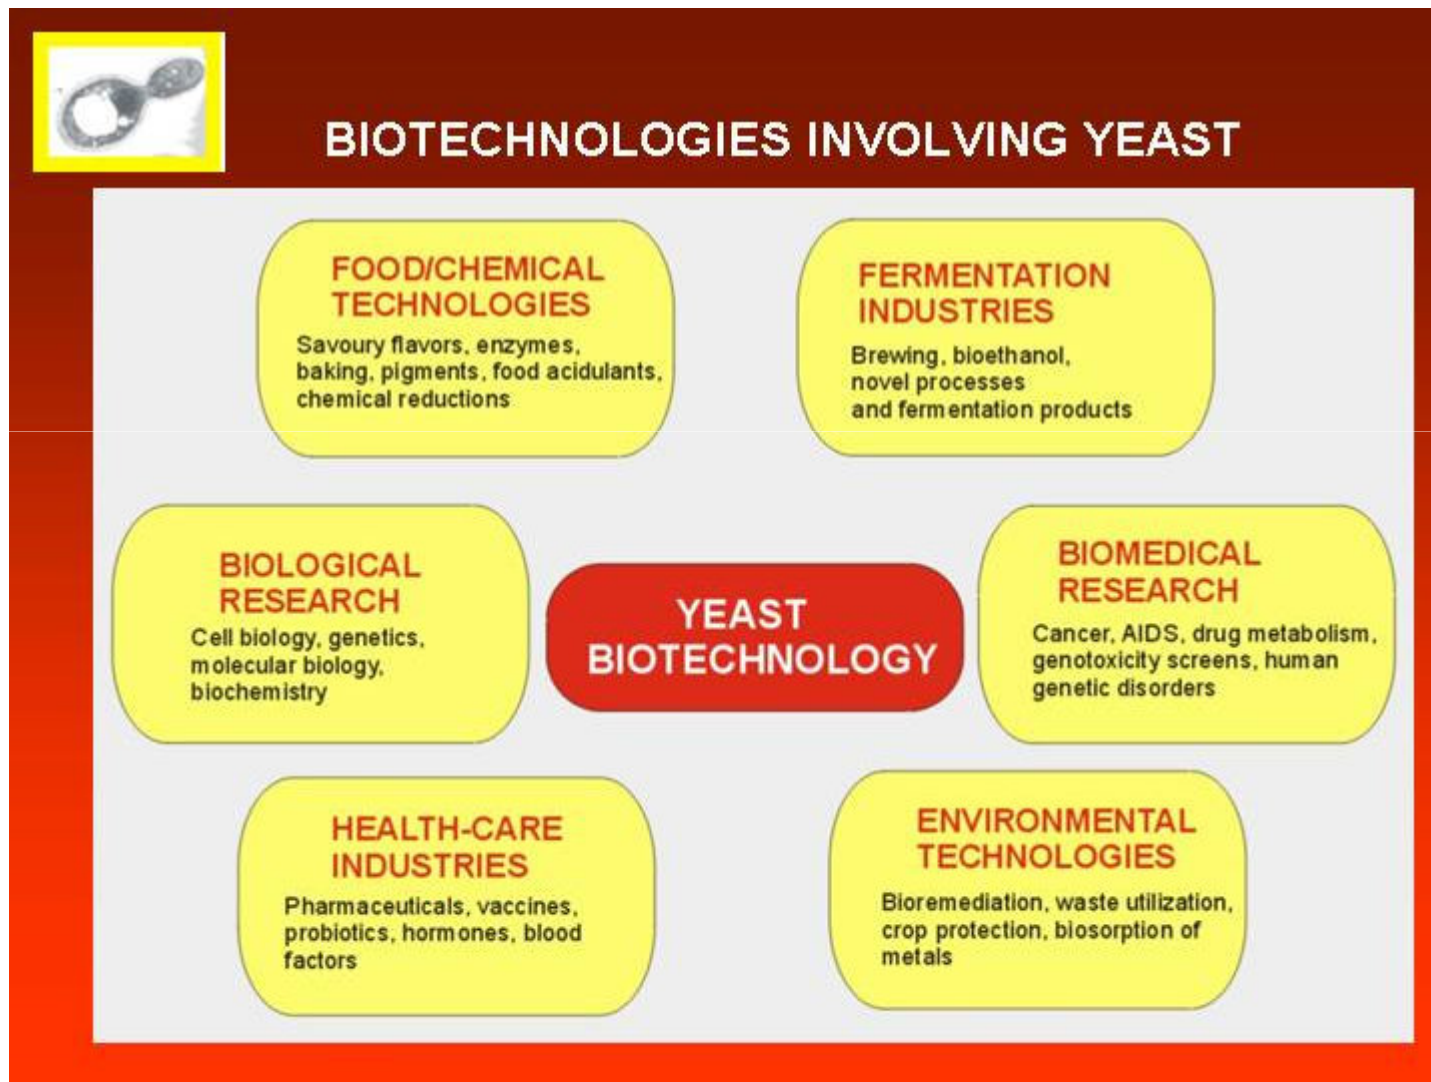 BIOTECHNOLOGIES INVOLVING YEAST
FOOD/CHEMICAL
TECHNOLOGIES
Savoury flavors, enzymes,
baking, pigments, food acidulants,
chemical reductions
FERMENTATION
INDUSTRIES
Brewing, bioethanol,
novel processes
and fermentation products
BIOLOGICAL
RESEARCH
Cell biology, genetics,
molecular biology,
biochemistry
YEAST
BIOTECHNOLOGY
BIOMEDICAL
RESEARCH
Cancer, AIDS, drug metabolism,
genotoxicity screens, human
genetic disorders
HEALTH-CARE
INDUSTRIES
Pharmaceuticals, vaccines,
probiotics, hormones, blood
factors
ENVIRONMENTAL
TECHNOLOGIES
Bioremediation, waste utilization,
crop protection, biosorption of
metals